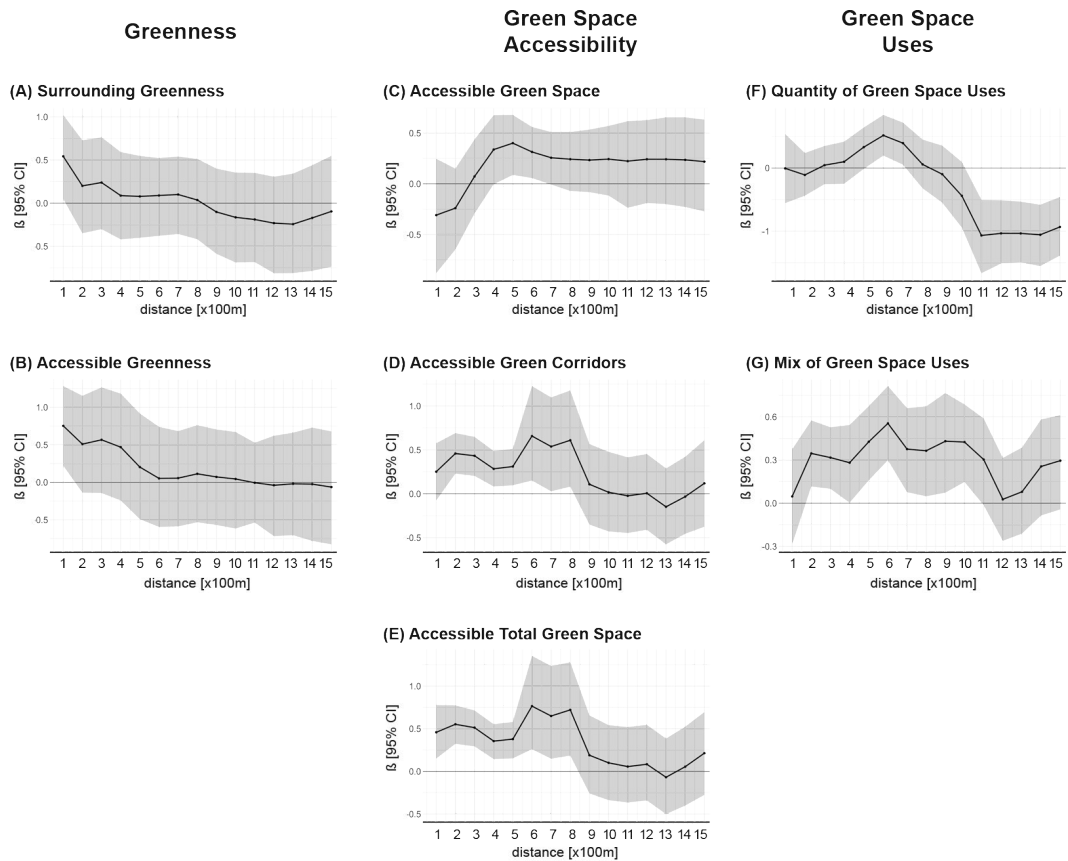 Greenness
Green Space
Accessibility
Green Space
Uses
(A) Surrounding Greenness
ß [95% CI]
1.0
0.5
0.0
0.5
1 2 3 4 5 6 7 8 9 10 11 12 13 14 15
distance [x100m]
(C) Accessible Green Space
ß [95% CI]
0.5
0.0
-0.5
1 2 3 4 5 6 7 8 9 10 11 12 13 14 15
distance [x100m]
(F) Quantity of Green Space Uses
ß [95% CI]
0
-1
1 2 3 4 5 6 7 8 9 10 11 12 13 14 15
distance [x100m]
(B) Accessible Greenness
ß [95% CI]
1.0
0.5
0.0
-0.5
1 2 3 4 5 6 7 8 9 10 11 12 13 14 15
distance [x100m]
(D) Accessible Green Corridors
ß [95% CI]
1.0
0.5
0.0
-0.5
1 2 3 4 5 6 7 8 9 10 11 12 13 14 15
distance [x100m]
(G) Mix of Green Space Uses
ß [95% CI]
0.6
0.3
0.0
-0.3
1 2 3 4 5 6 7 8 9 10 11 12 13 14 15
distance [x100m]
(E) Accessible Total Green Space
ß [95% CI]
1.0
0.5
0.0
-0.5
1 2 3 4 5 6 7 8 9 10 11 12 13 14 15
distance [x100m]